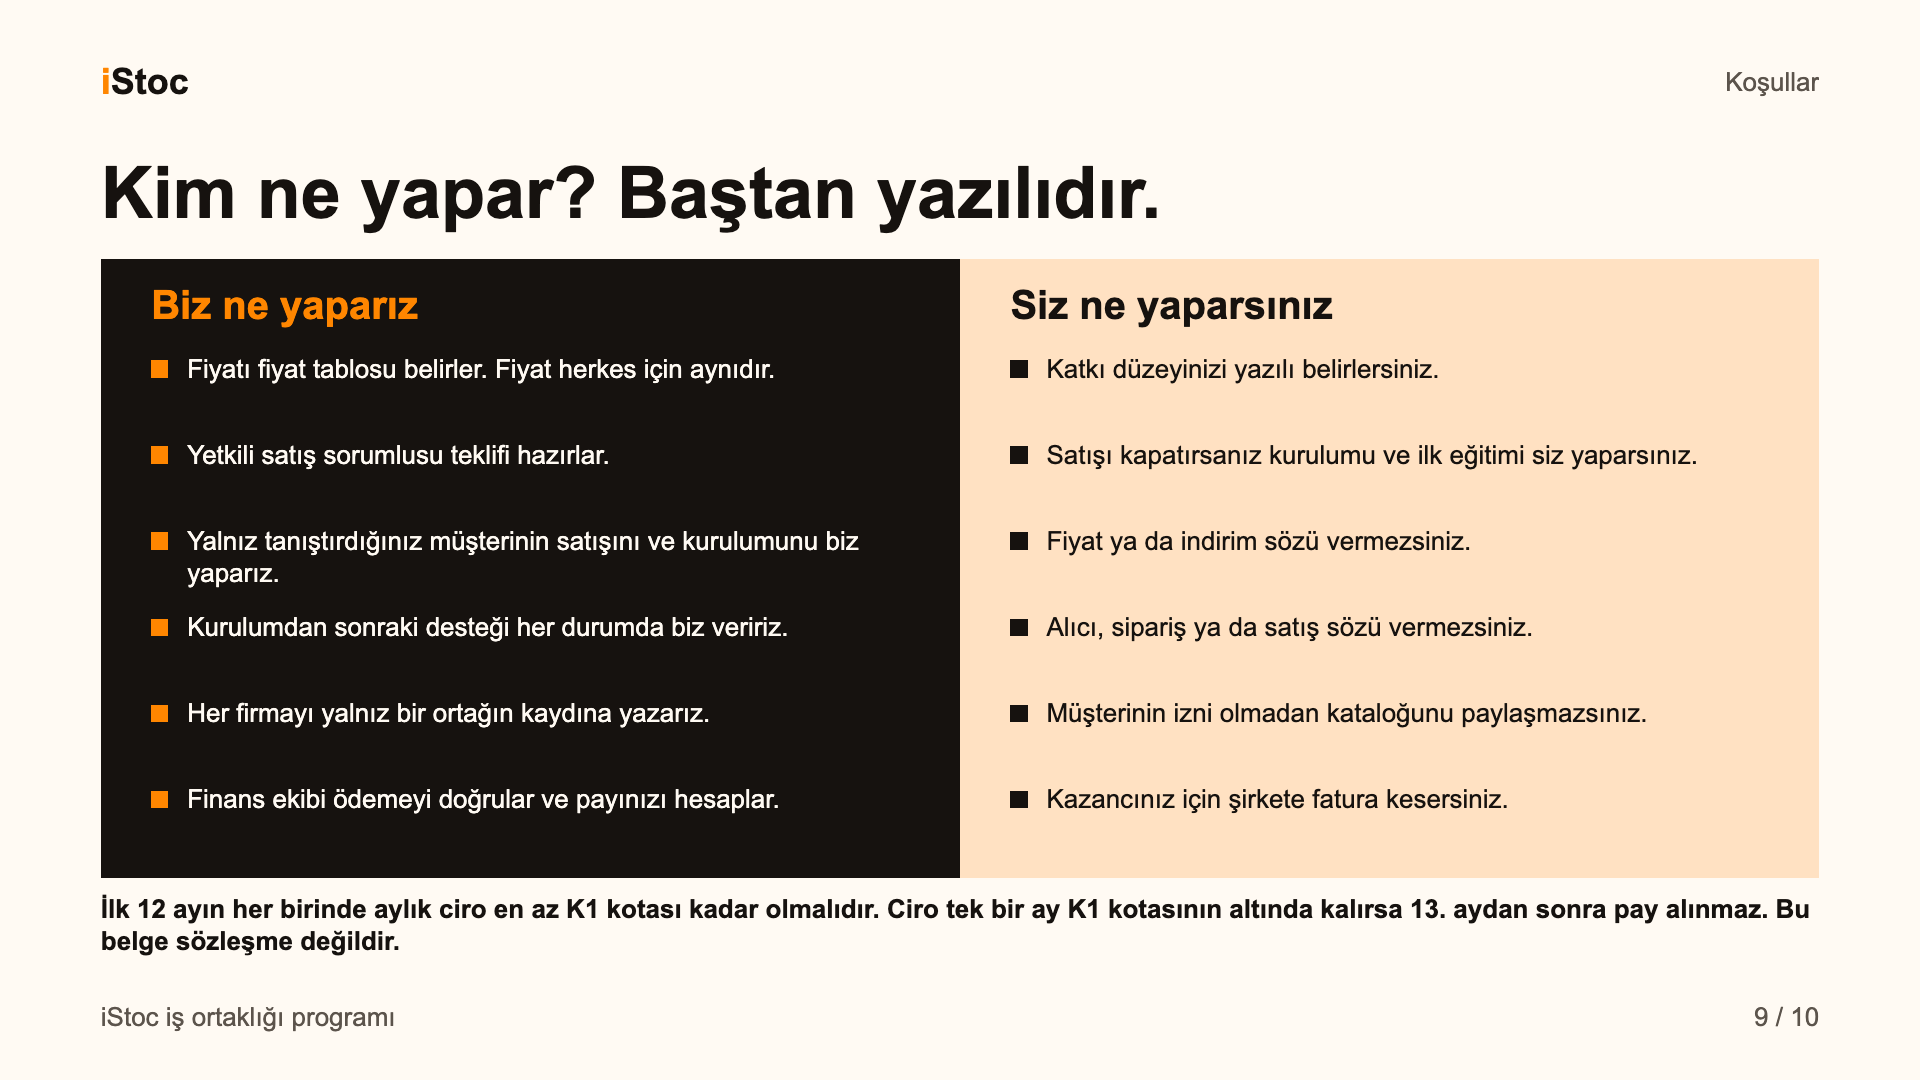 iStoc
Koşullar
Kim ne yapar? Baştan yazılıdır.
Biz ne yaparız
Fiyatı fiyat tablosu belirler. Fiyat herkes için aynıdır.
Yetkili satış sorumlusu teklifi hazırlar.
Yalnız tanıştırdığınız müşterinin satışını ve kurulumunu biz
yaparız.
Kurulumdan sonraki desteği her durumda biz veririz.
Her firmayı yalnız bir ortağın kaydına yazarız.
Finans ekibi ödemeyi doğrular ve payınızı hesaplar.
Siz ne yaparsınız
Katkı düzeyinizi yazılı belirlersiniz.
Satışı kapatırsanız kurulumu ve ilk eğitimi siz yaparsınız.
Fiyat ya da indirim sözü vermezsiniz.
Alıcı, sipariş ya da satış sözü vermezsiniz.
Müşterinin izni olmadan kataloğunu paylaşmazsınız.
Kazancınız için şirkete fatura kesersiniz.
İlk 12 ayın her birinde aylık ciro en az K1 kotası kadar olmalıdır. Ciro tek bir ay K1 kotasının altında kalırsa 13. aydan sonra pay alınmaz. Bu
belge sözleşme değildir.
iStoc iş ortaklığı programı
9 / 10